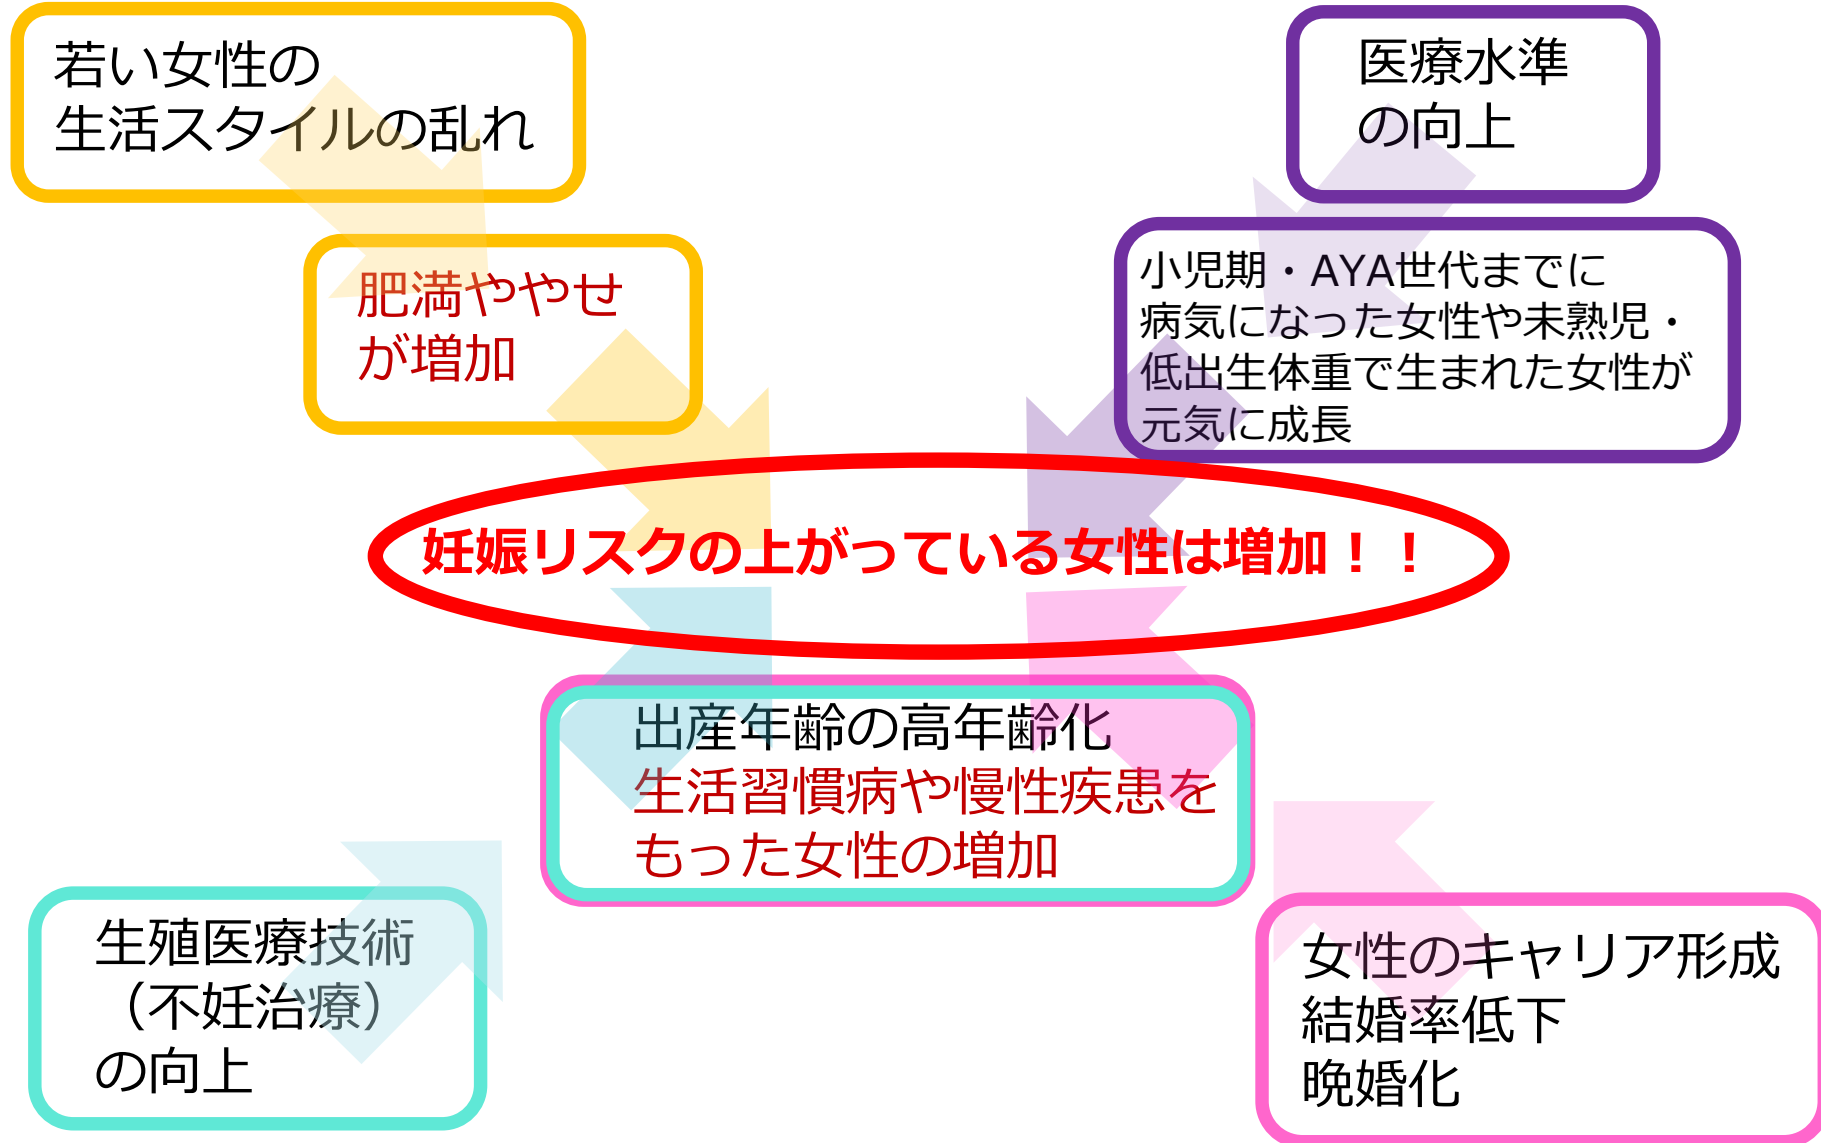 若い女性の
生活スタイルの乱れ
医療水準
の向上
肥満ややせ
が増加
小児期・AYA世代までに
病気になった女性や未熟児・
低出生体重で生まれた女性が
元気に成長
妊娠リスクの上がっている女性は増加！！
出産年齢の高年齢化
生活習慣病や慢性疾患を
もった女性の増加
生殖医療技術
（不妊治療）
の向上
女性のキャリア形成
結婚率低下
晩婚化